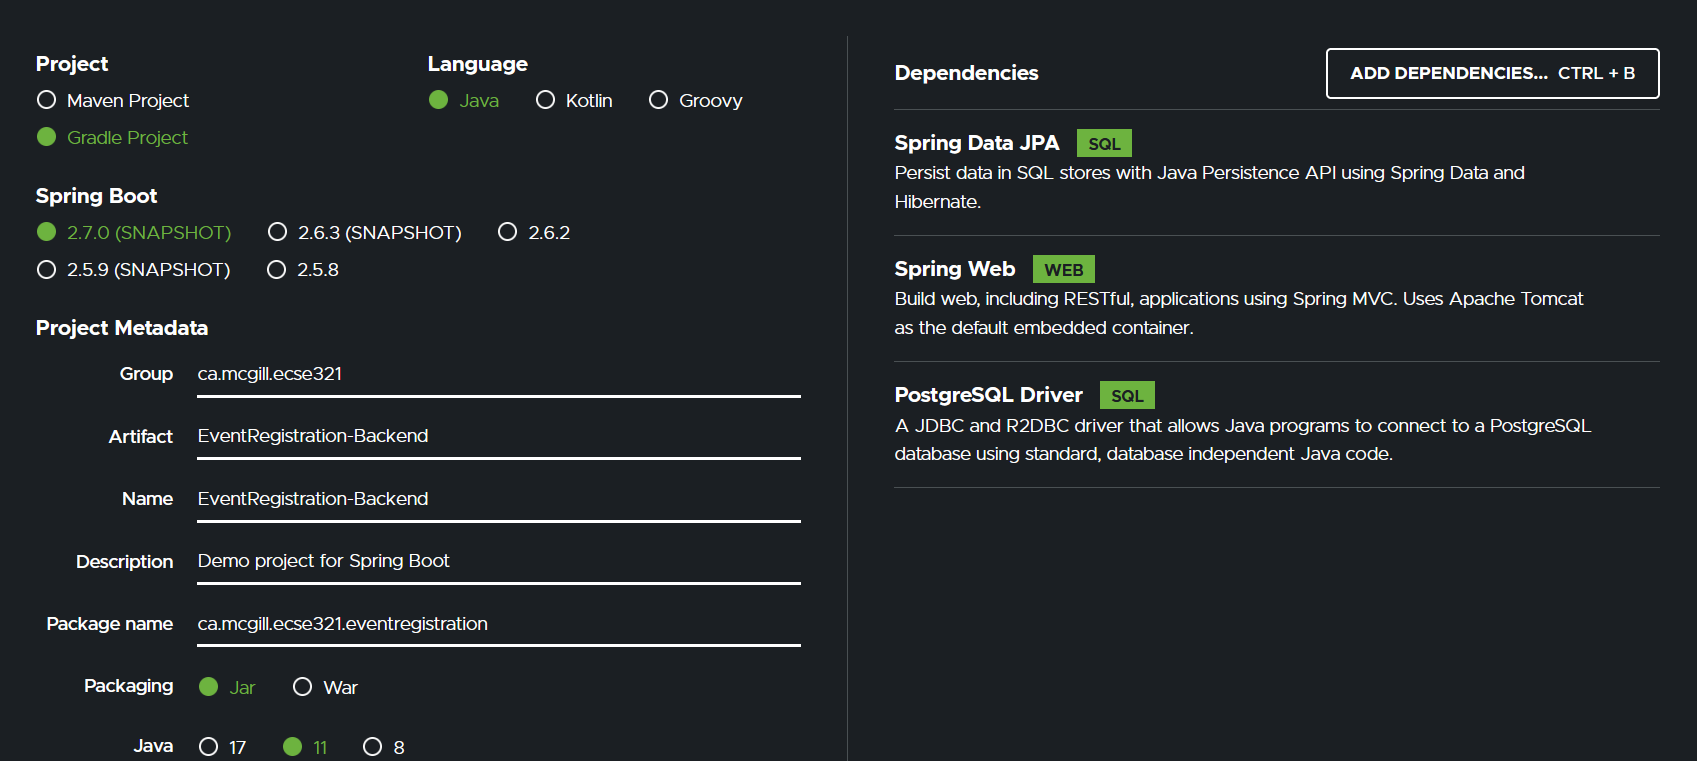 Project
Maven Project
Gradle Project
Language
Java Kotlin Groovy
Spring Boot
2.7.0 (SNAPSHOT) 2.6.3 (SNAPSHOT) 2.6.2
2.5.9 (SNAPSHOT) 2.5.8
Project Metadata
Group ca.mcgill.ecse321
Artifact EventRegistration-Backend
Name EventRegistration-Backend
Description Demo project for Spring Boot
Package name ca.mcgill.ecse321.eventregistration
Packaging Jar War
Java 17 11 8
Dependencies
ADD DEPENDENCIES... CTRL + B
Spring Data JPA SQL
Persist data in SQL stores with Java Persistence API using Spring Data and
Hibernate.
Spring Web WEB
Build web, including RESTful, applications using Spring MVC. Uses Apache Tomcat
as the default embedded container.
PostgreSQL Driver SQL
A JDBC and R2DBC driver that allows Java programs to connect to a PostgreSQL
database using standard, database independent Java code.